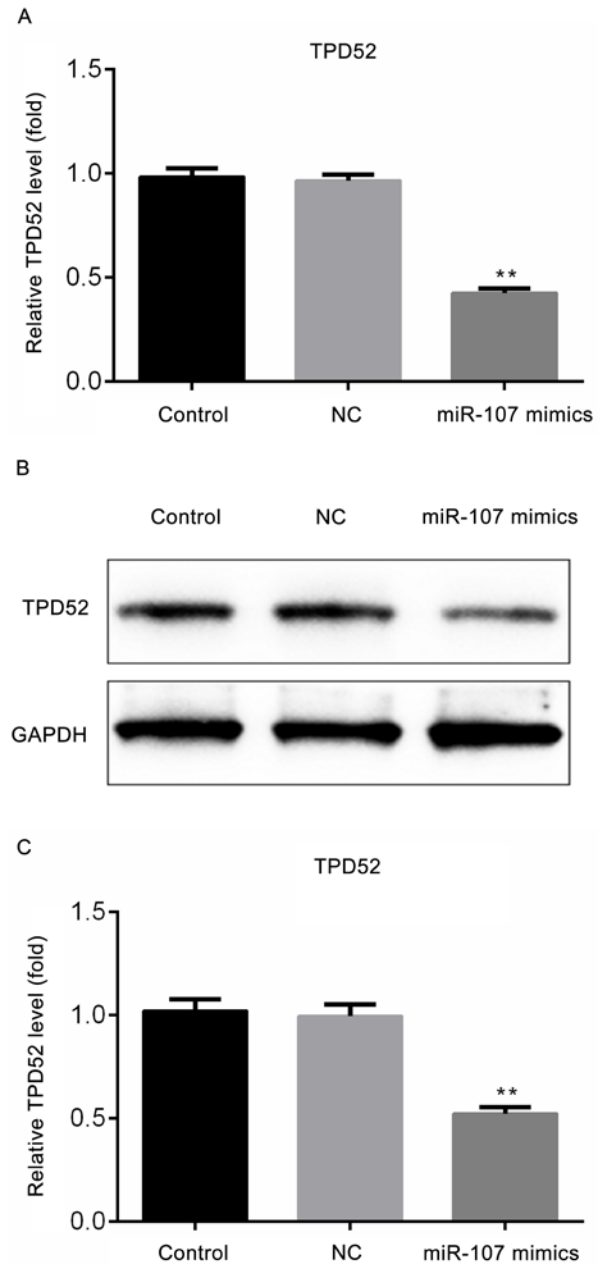 A
TPD52
Relative TPD52 level (fold)
1.5
1.0
0.5
0.0
**
Control NC miR-107 mimics
B
Control NC miR-107 mimics
TPD52
GAPDH
C
TPD52
Relative TPD52 level (fold)
1.5
1.0
0.5
0.0
**
Control NC miR-107 mimics